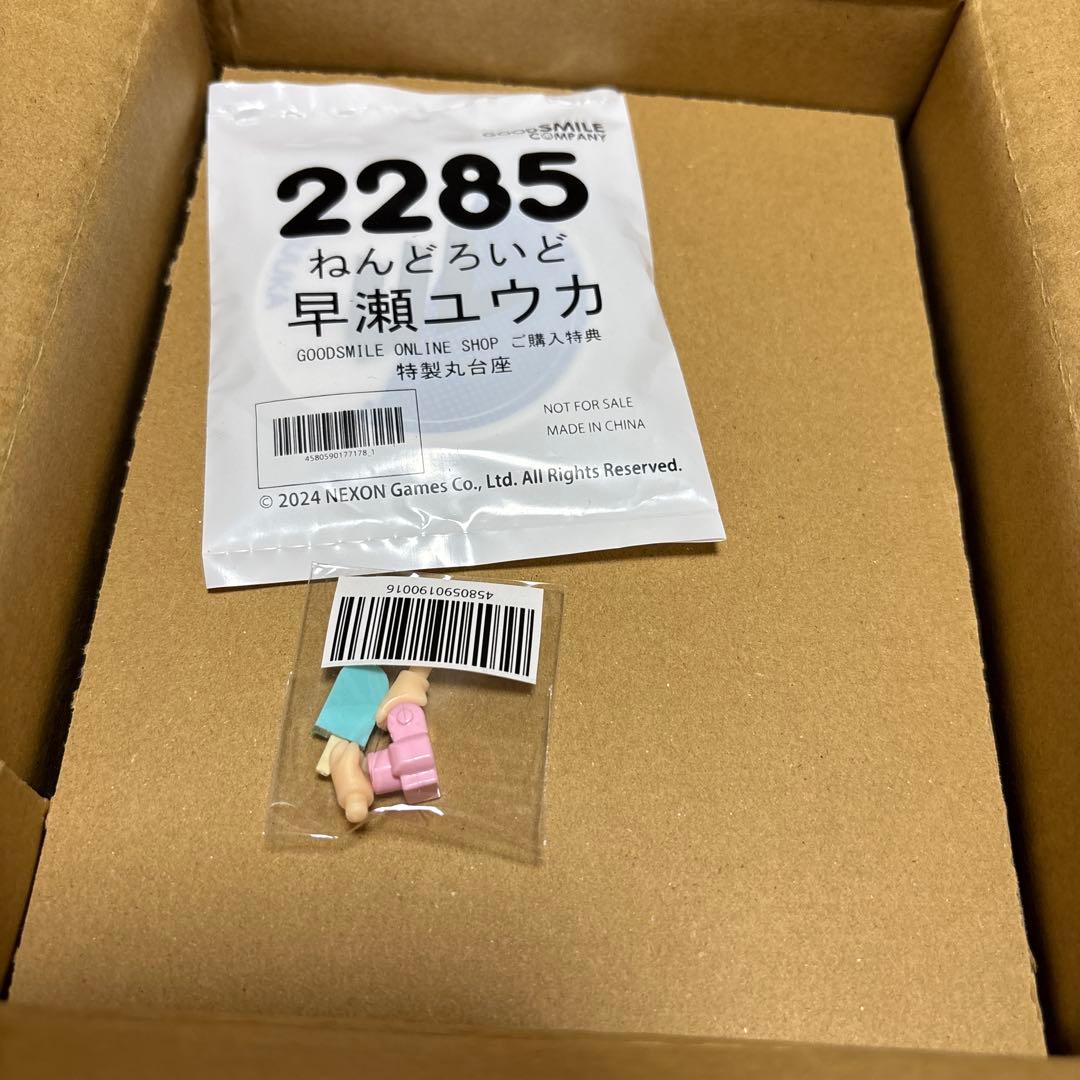 GOODSMILE
COMPANY
2285
ねんどろいど
早瀬ユウカ
GOODSMILE ONLINE SHOP ご購入特典
特製丸台座
NOT FOR SALE
MADE IN CHINA
4580590177178_1
© 2024 NEXON Games Co., Ltd. All Rights Reserved.
4580590190016